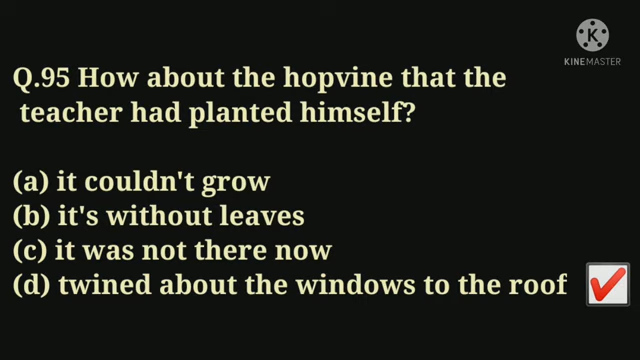 K
KINEMASTER
Q.95 How about the hopvine that the
teacher had planted himself?
(a) it couldn't grow
(b) it's without leaves
(c) it was not there now
(d) twined about the windows to the roof